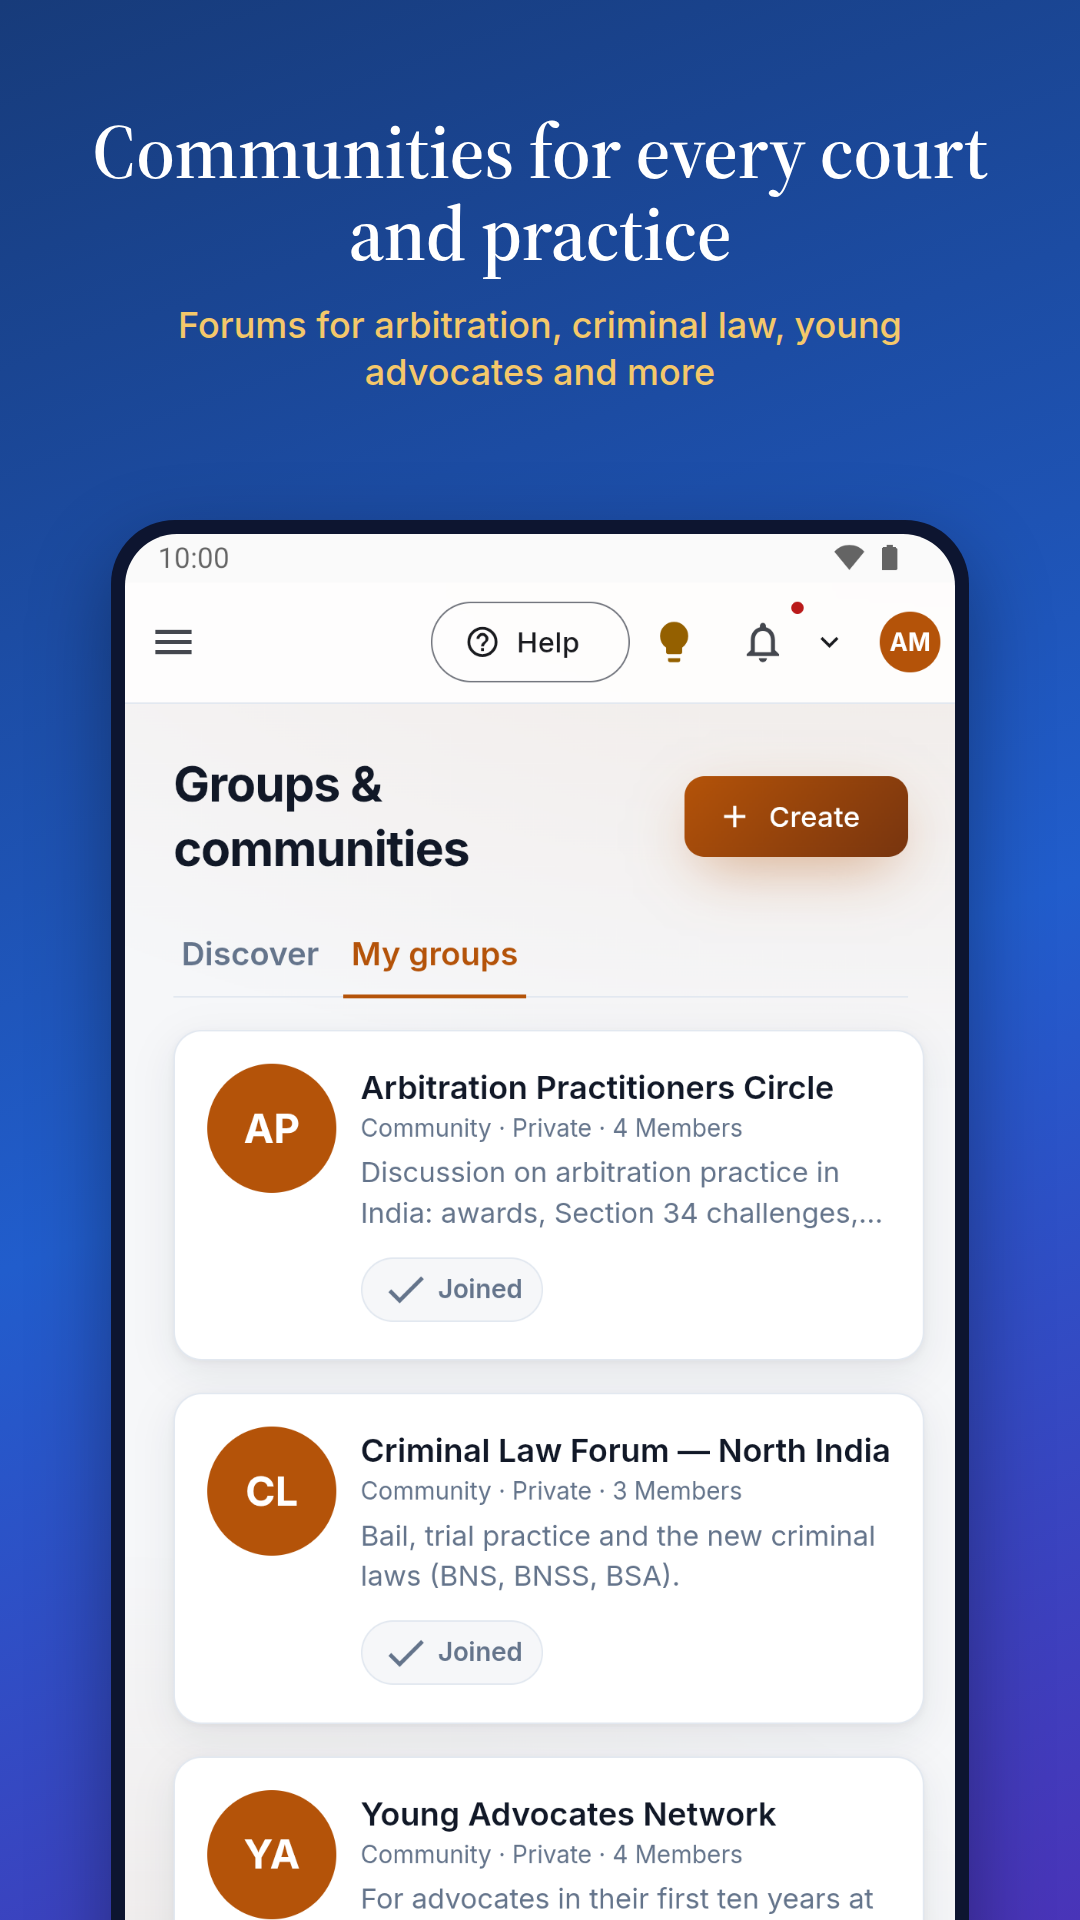 Communities for every court
and practice
Forums for arbitration, criminal law, young
advocates and more
10:00
Help
AM
Groups &
communities
Create
Discover
My groups
AP
Arbitration Practitioners Circle
Community · Private · 4 Members
Discussion on arbitration practice in
India: awards, Section 34 challenges,...
Joined
CL
Criminal Law Forum — North India
Community · Private · 3 Members
Bail, trial practice and the new criminal
laws (BNS, BNSS, BSA).
Joined
YA
Young Advocates Network
Community · Private · 4 Members
For advocates in their first ten years at